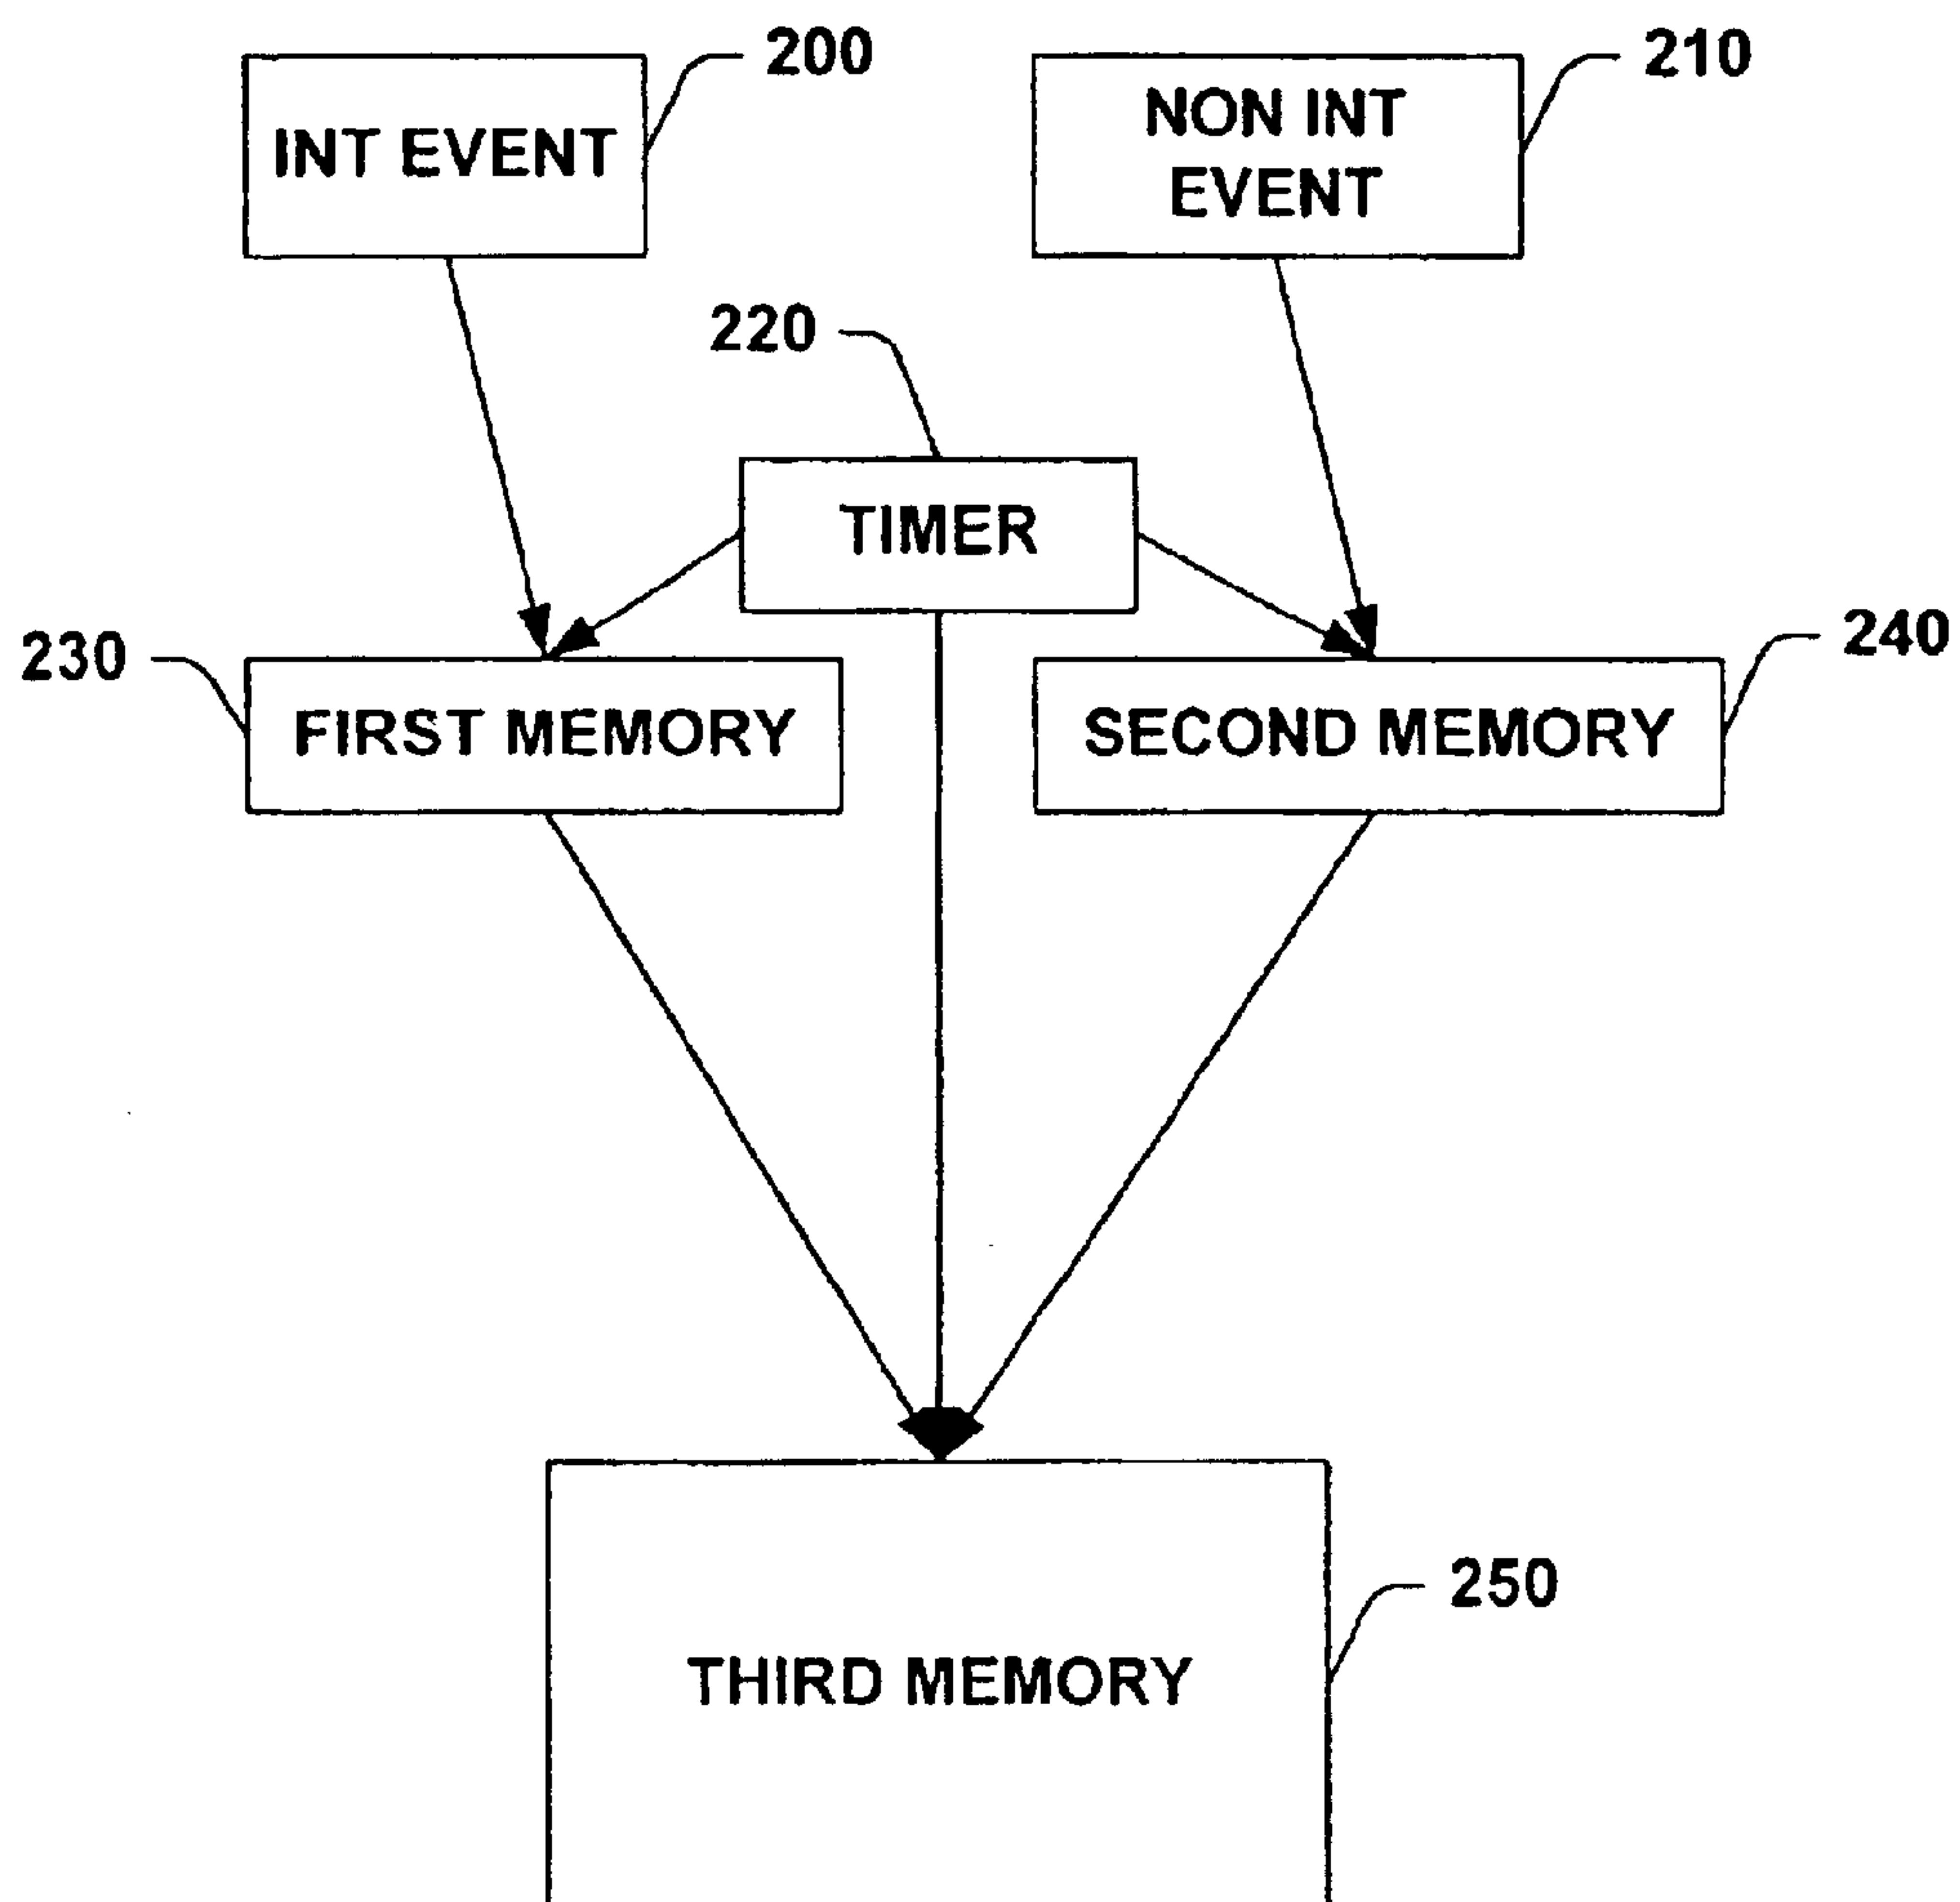 200
210
INT EVENT
NON INT
EVENT
220
TIMER
230
240
FIRST MEMORY
SECOND MEMORY
250
THIRD MEMORY